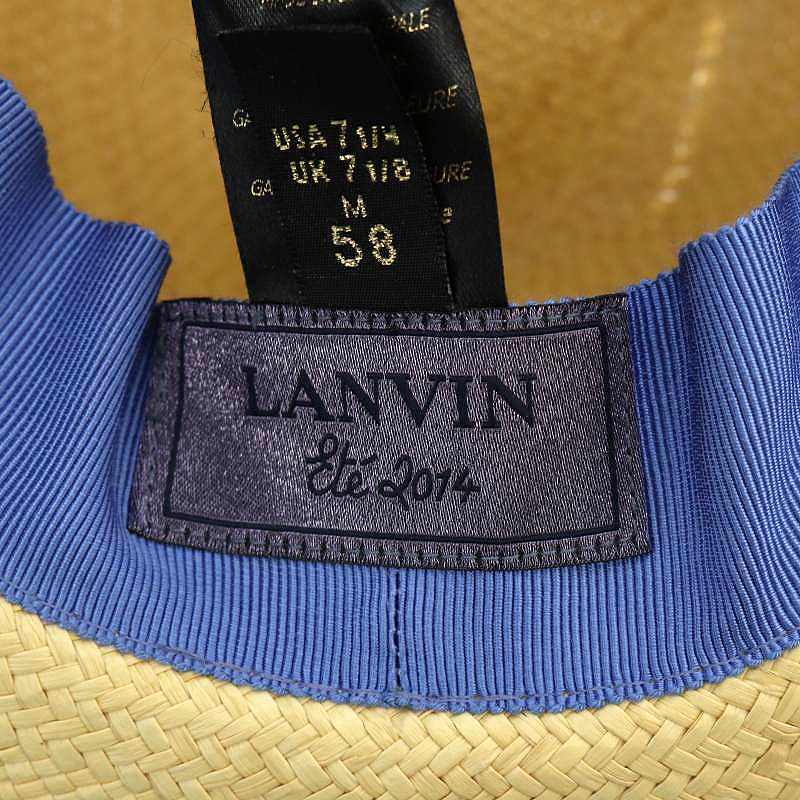 USA 7 1/4
UK 7 1/8
M
58
LANVIN
Été 2014